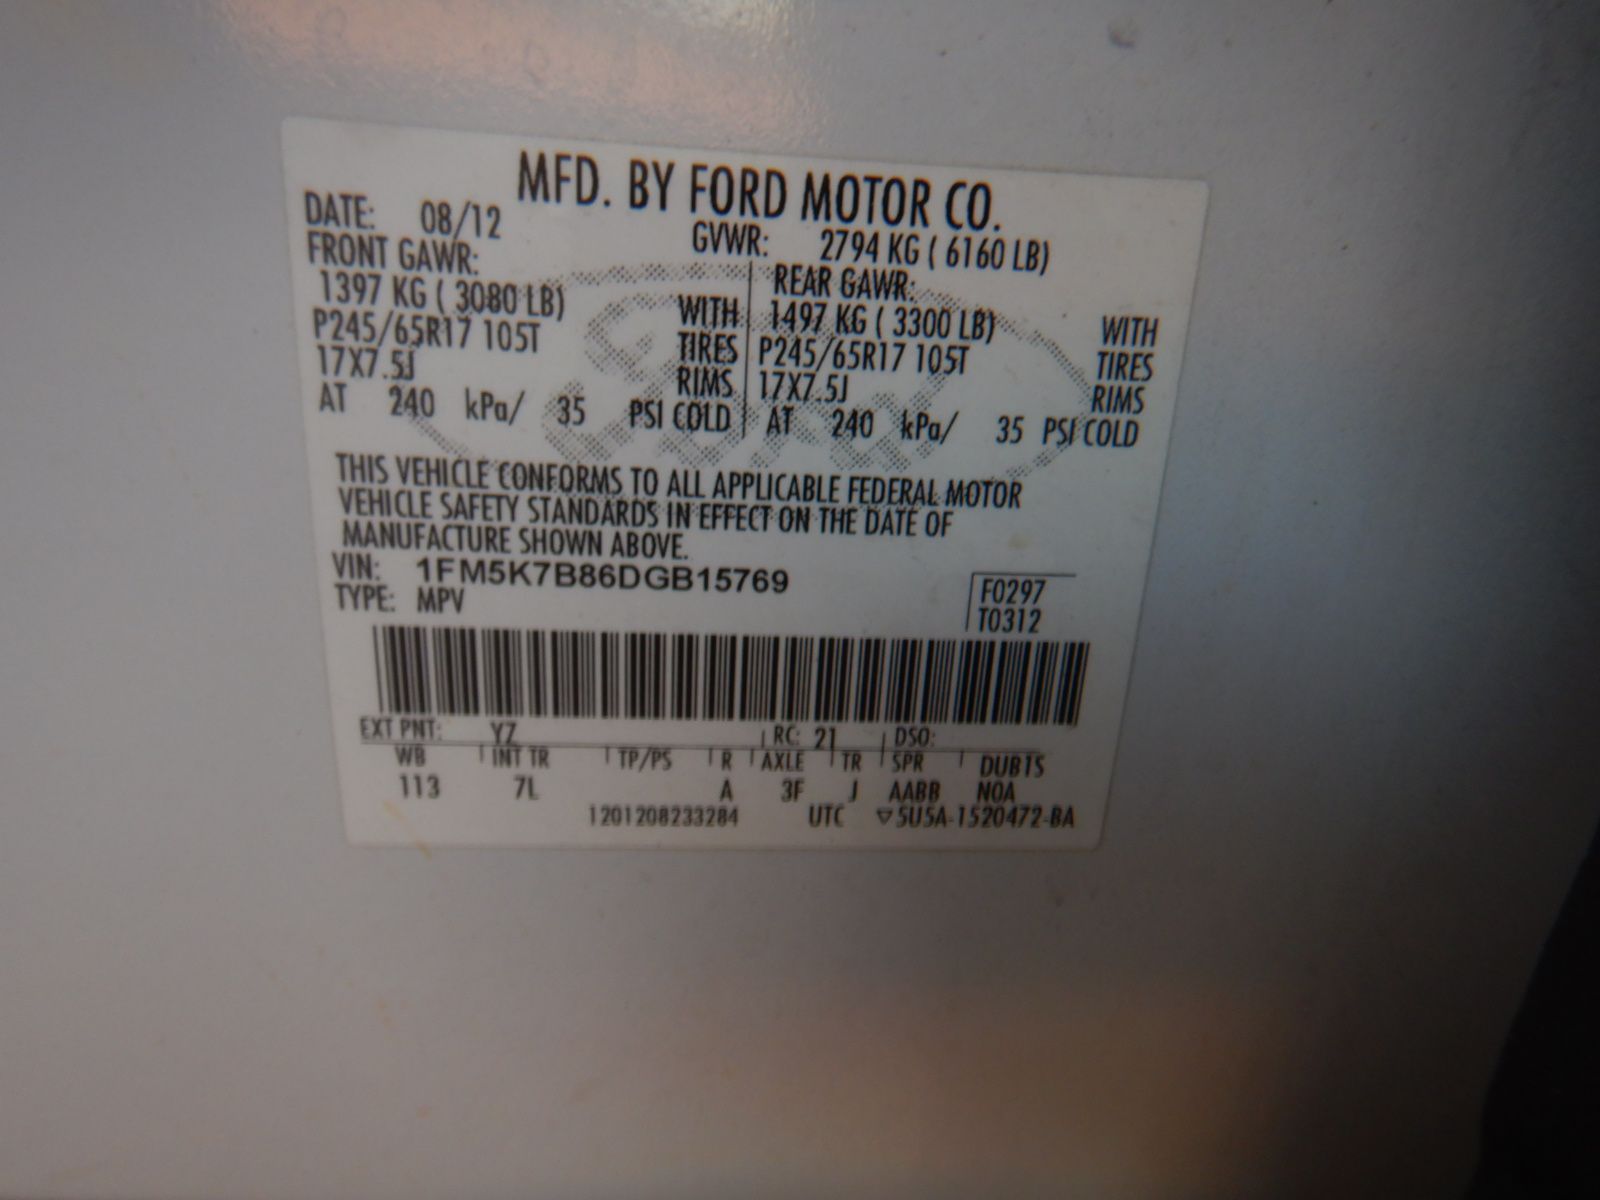 MFD. BY FORD MOTOR CO.
DATE: 08/12 GVWR: 2794 KG ( 6160 LB)
FRONT GAWR: REAR GAWR:
1397 KG ( 3080 LB) WITH 1497 KG ( 3300 LB) WITH
P245/65R17 105T TIRES P245/65R17 105T TIRES
17X7.5J RIMS 17X7.5J RIMS
AT 240 kPa/ 35 PSI COLD AT 240 kPa/ 35 PSI COLD
Ford
THIS VEHICLE CONFORMS TO ALL APPLICABLE FEDERAL MOTOR
VEHICLE SAFETY STANDARDS IN EFFECT ON THE DATE OF
MANUFACTURE SHOWN ABOVE.
VIN: 1FM5K7B86DGB15769 F0297
TYPE: MPV T0312
EXT PNT: YZ RC: 21 DSO:
WB INT TR TP/PS R AXLE TR SPR DUB1S
113 7L A 3F J AABB NOA
1201208233284 UTC ▽5U5A-1520472-BA